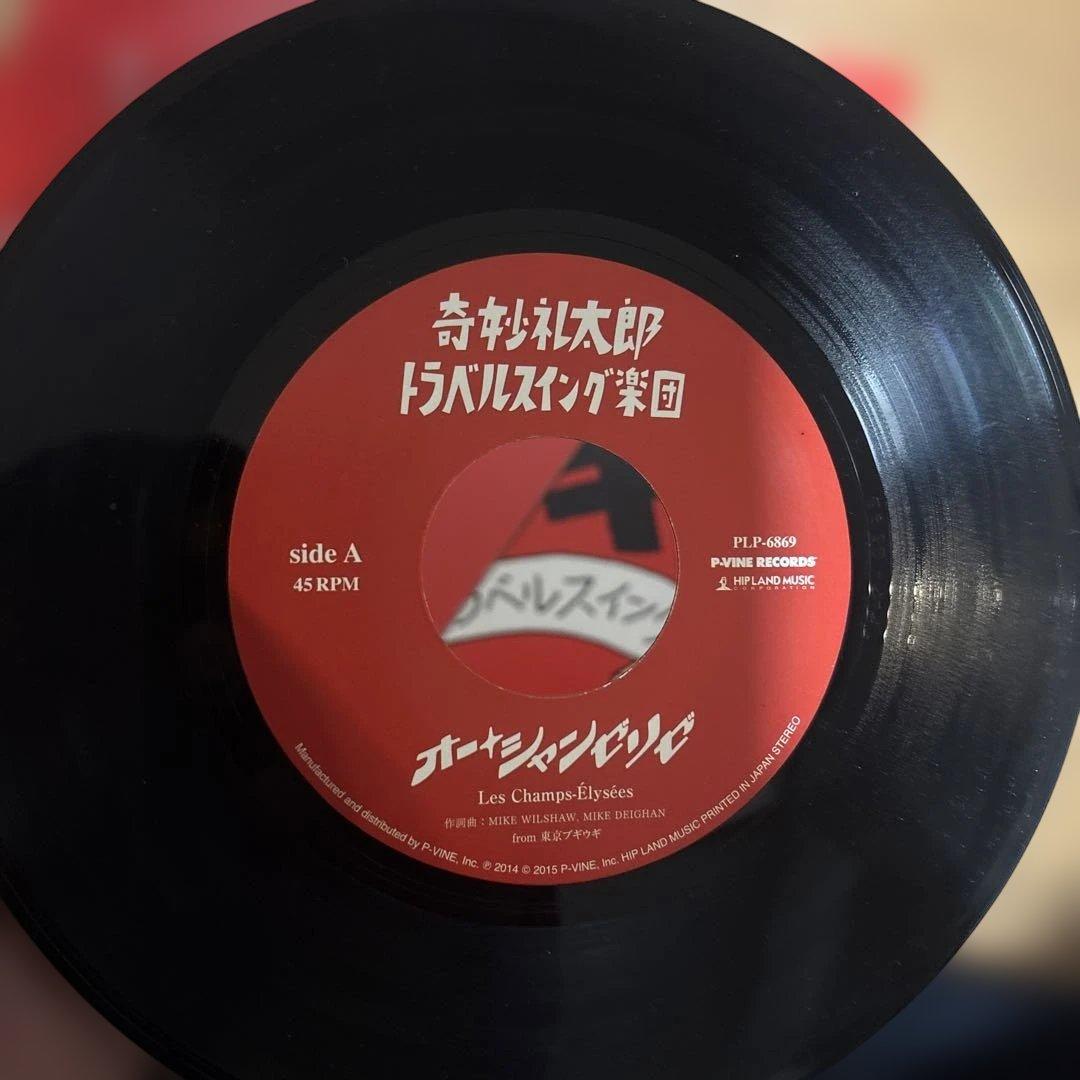 奇妙礼太郎
トラベルスイング楽団
side A
45 RPM
PLP-6869
P-VINE RECORDS
HIP LAND MUSIC
CORPORATION
ベルスイン
オー・シャンゼリゼ
Les Champs-Élysées
作詞曲:MIKE WILSHAW, MIKE DEIGHAN
from 東京ブギウギ
Manufactured and distributed by P-VINE, Inc. ℗ 2014 © 2015 P-VINE, Inc. HIP LAND MUSIC PRINTED IN JAPAN STEREO